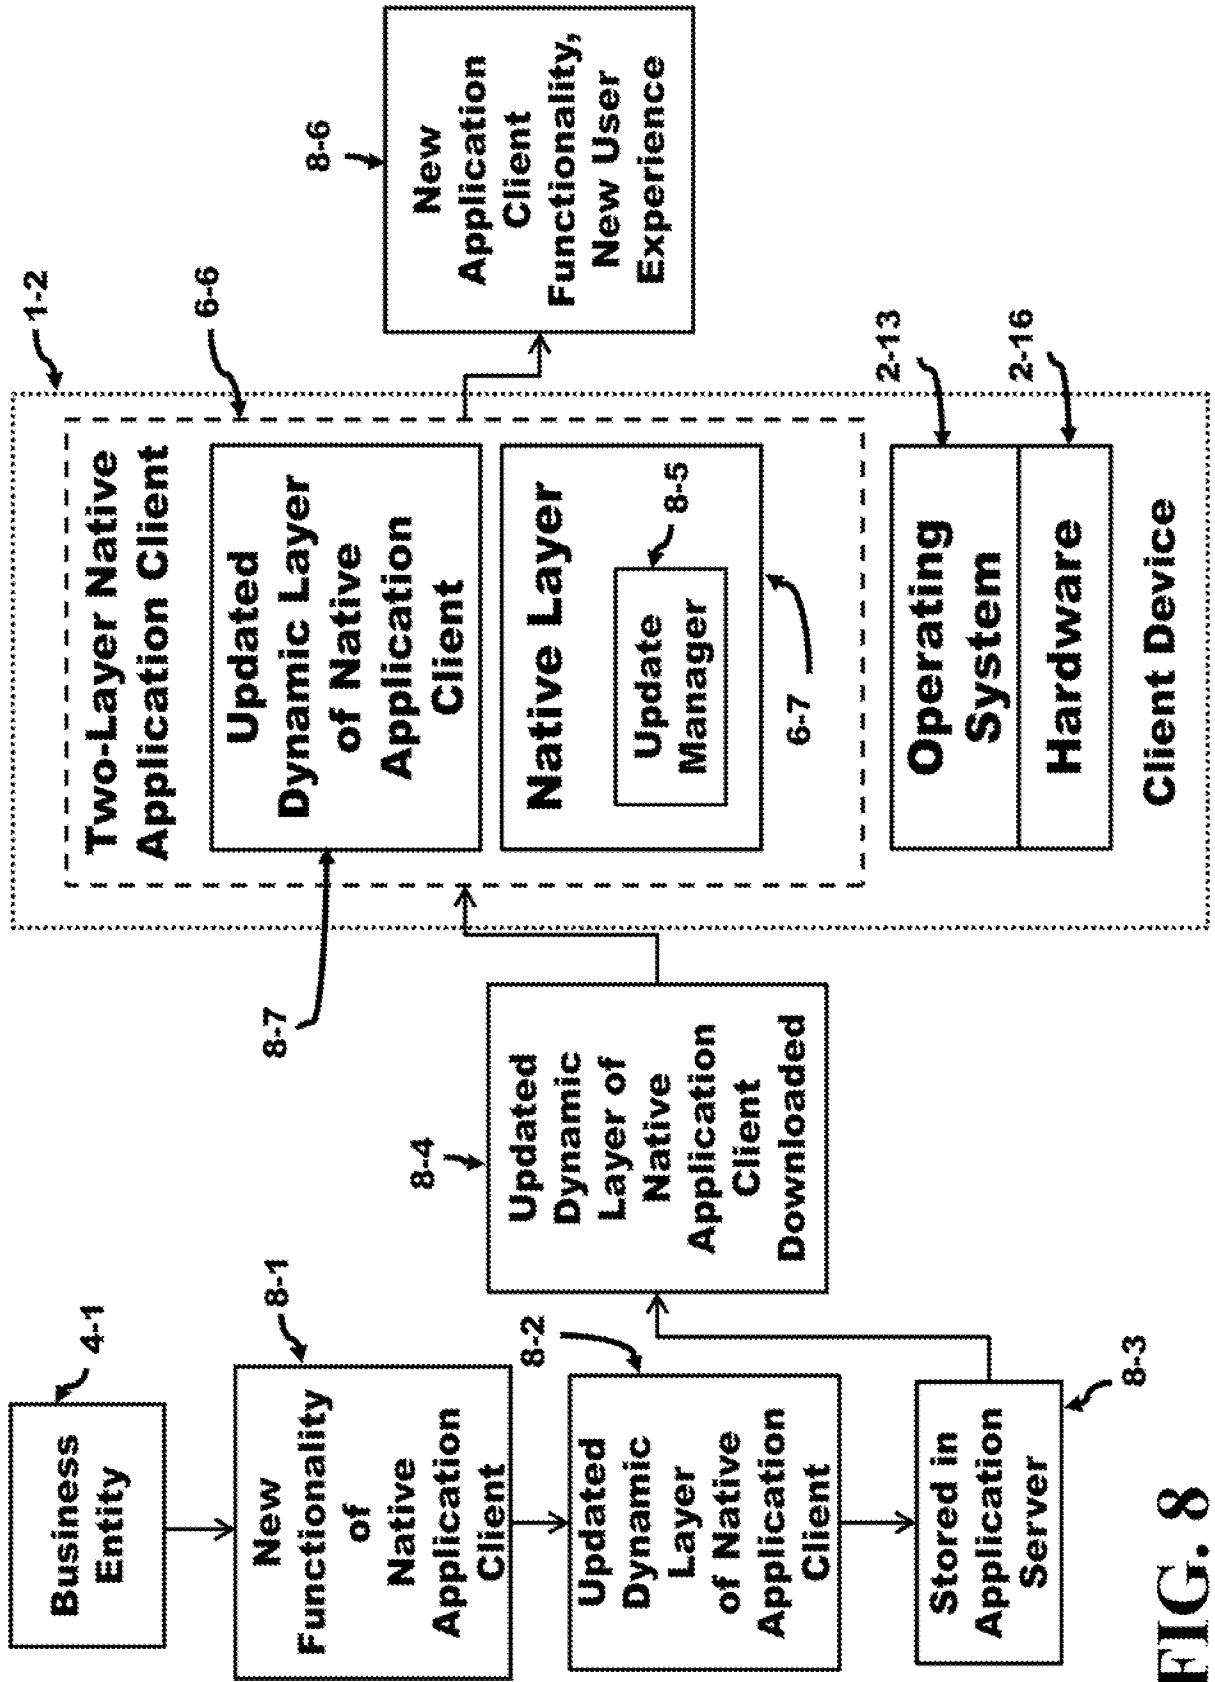 4-1
Business
Entity
8-1
New
Functionality
of
Native
Application
Client
8-2
Updated
Dynamic
Layer
of Native
Application
Client
Stored in
Application
Server
8-3
8-4
Updated
Dynamic
Layer of
Native
Application
Client
Downloaded
1-2
6-6
Two-Layer Native
Application Client
8-7
Updated
Dynamic Layer
of Native
Application
Client
Native Layer
8-5
Update
Manager
6-7
2-13
Operating
System
2-16
Hardware
Client Device
8-6
New
Application
Client
Functionality,
New User
Experience
FIG. 8